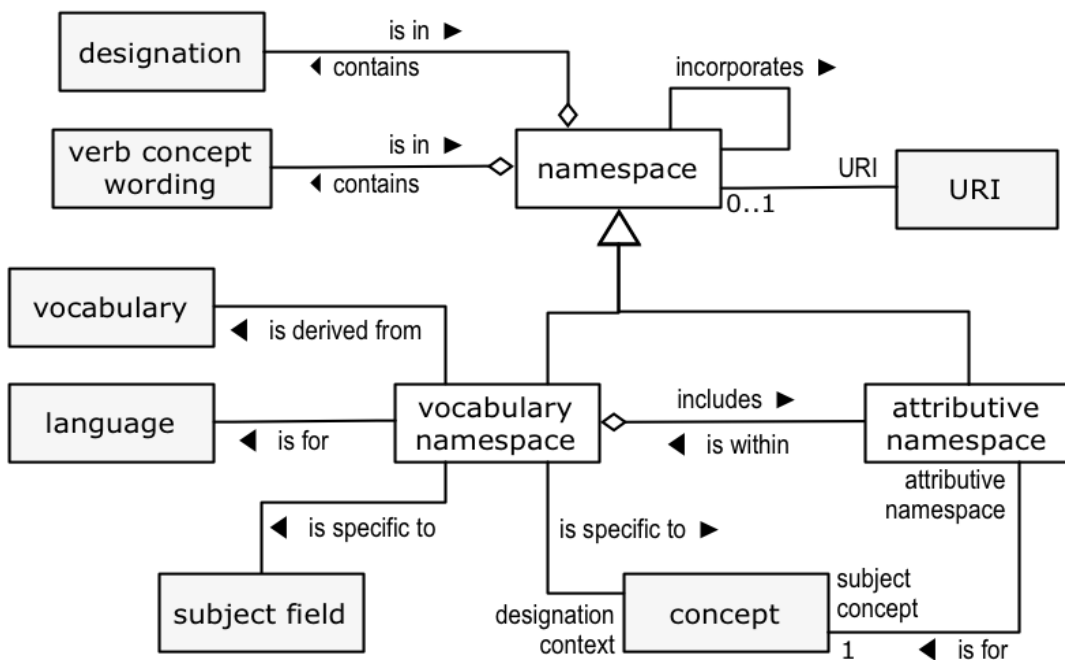 designation
is in ►
◄ contains
incorporates ►
verb concept
wording
is in ►
◄ contains
namespace
URI
0..1
URI
vocabulary
◄ is derived from
language
◄ is for
vocabulary
namespace
includes ►
◄ is within
attributive
namespace
attributive
namespace
◄ is specific to
is specific to ►
subject field
designation
context
concept
subject
concept
1
◄ is for